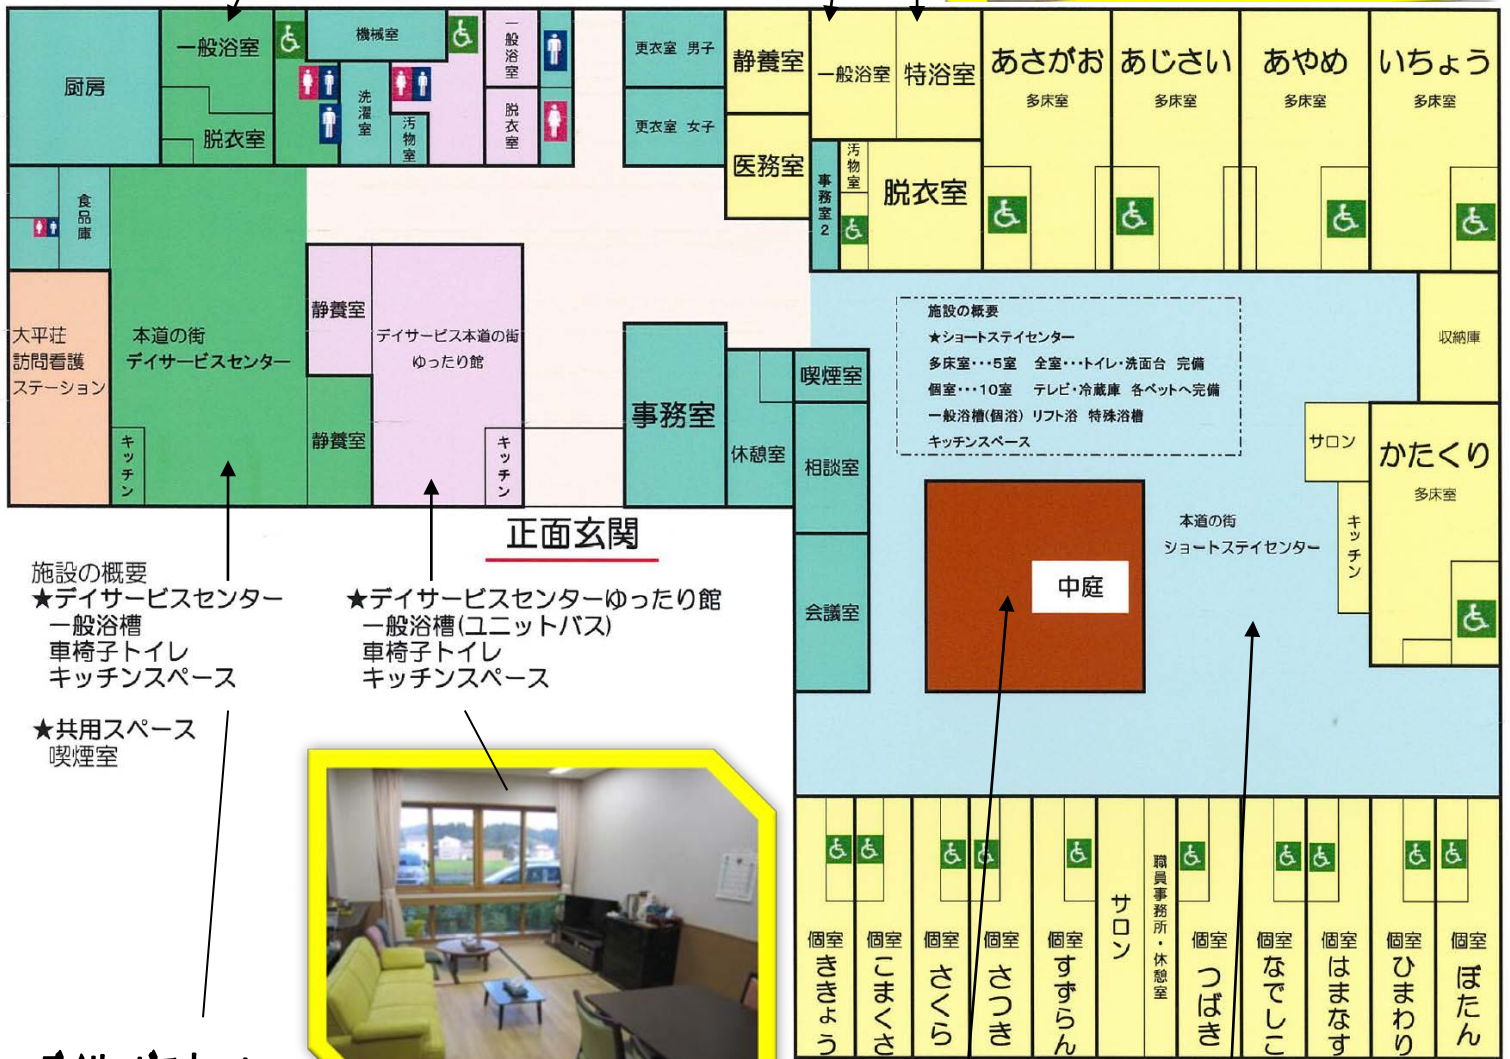 厨房
一般浴室
脱衣室
機械室
洗濯室
汚物室
一般浴室
脱衣室
更衣室 男子
更衣室 女子
静養室
医務室
一般浴室
特浴室
事務室2
汚物室
脱衣室
あさがお
多床室
あじさい
多床室
あやめ
多床室
いちょう
多床室
食品庫
大平荘
訪問看護
ステーション
本道の街
デイサービスセンター
キッチン
静養室
静養室
デイサービス本道の街
ゆったり館
キッチン
事務室
休憩室
喫煙室
相談室
会議室
施設の概要
★ショートステイセンター
多床室・・・5室 全室・・・トイレ・洗面台 完備
個室・・・10室 テレビ・冷蔵庫 各ベットへ完備
一般浴槽(個浴) リフト浴 特殊浴槽
キッチンスペース
収納庫
サロン
かたくり
多床室
キッチン
本道の街
ショートステイセンター
中庭
正面玄関
施設の概要
★デイサービスセンター
一般浴槽
車椅子トイレ
キッチンスペース
★共用スペース
喫煙室
★デイサービスセンターゆったり館
一般浴槽(ユニットバス)
車椅子トイレ
キッチンスペース
個室 ききょう
個室 こまくさ
個室 さくら
個室 さつき
個室 すずらん
サロン
職員事務所・休憩室
個室 つばき
個室 なでしこ
個室 はまなす
個室 ひまわり
個室 ぼたん